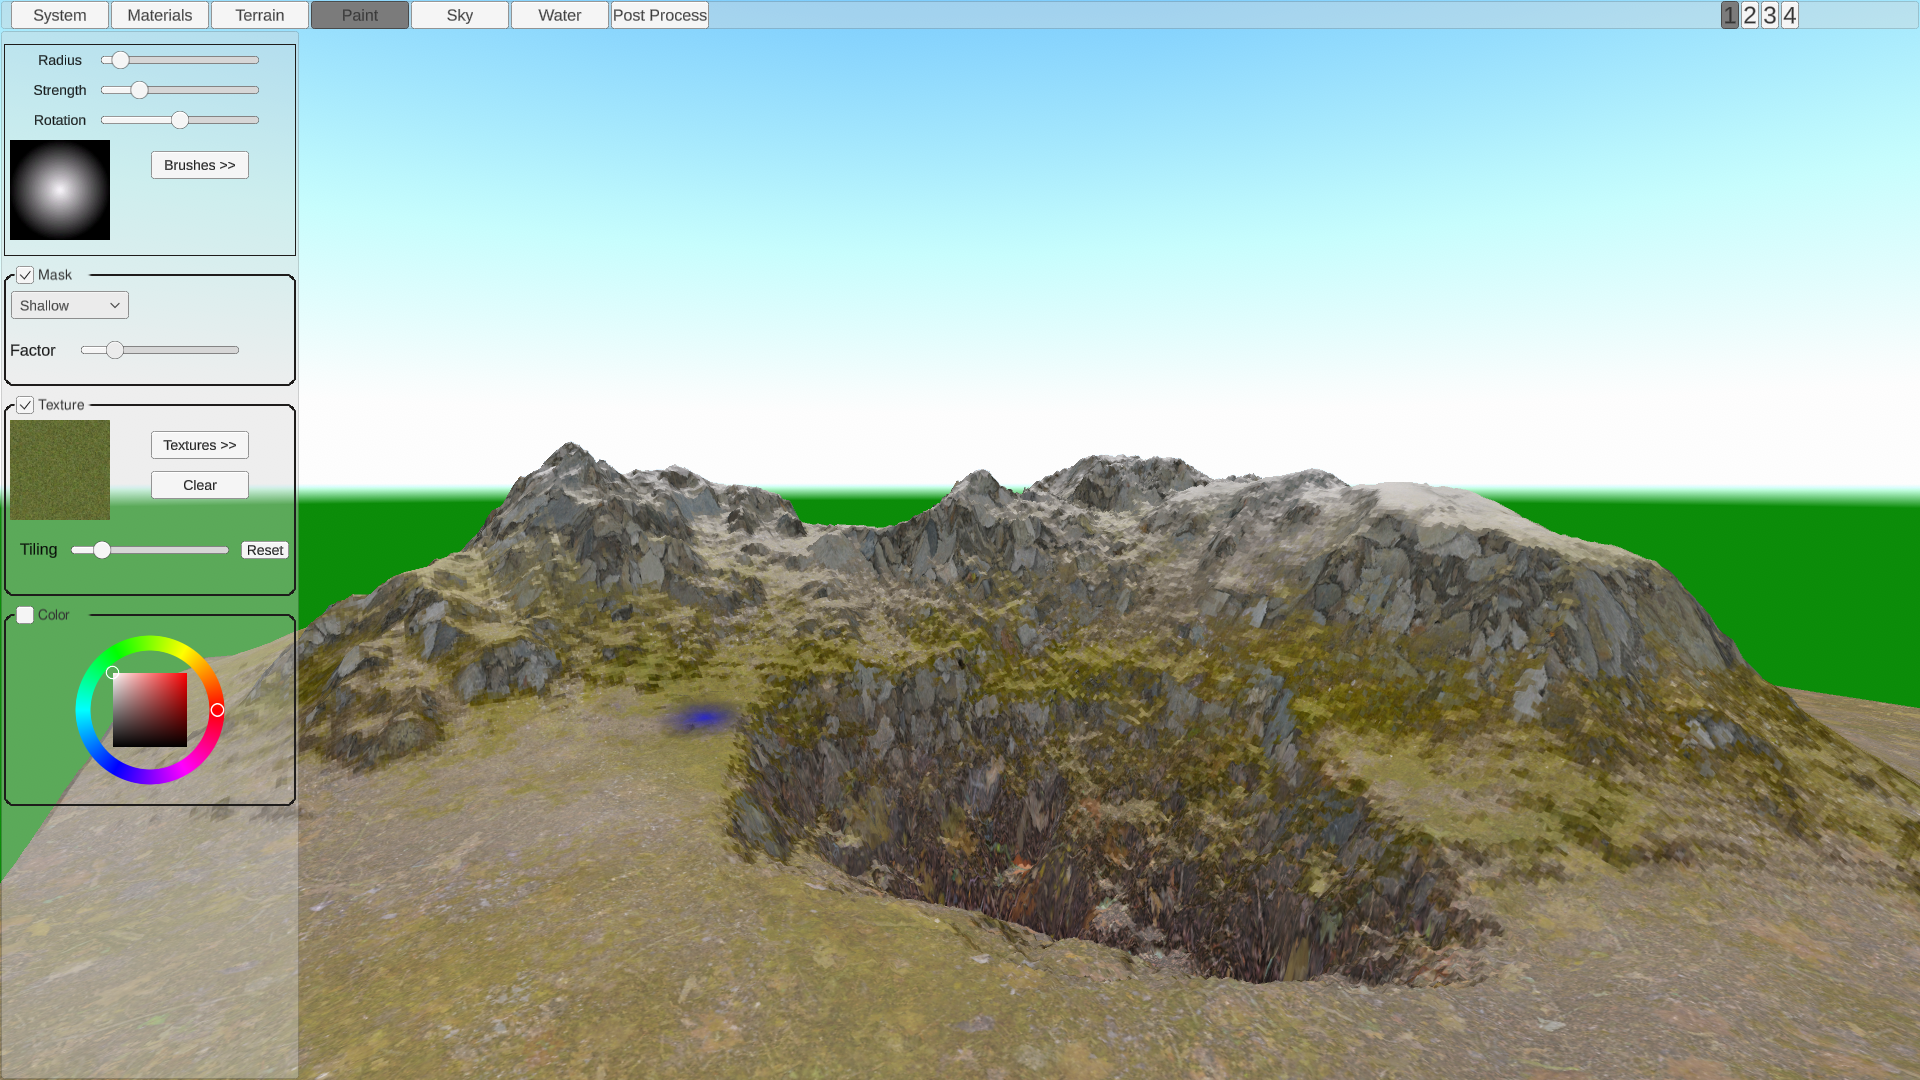 System Materials Terrain Paint Sky Water Post Process 1 2 3 4
Radius
Strength
Rotation
Brushes >>
Mask
Shallow
Factor
Texture
Textures >>
Clear
Tiling Reset
Color